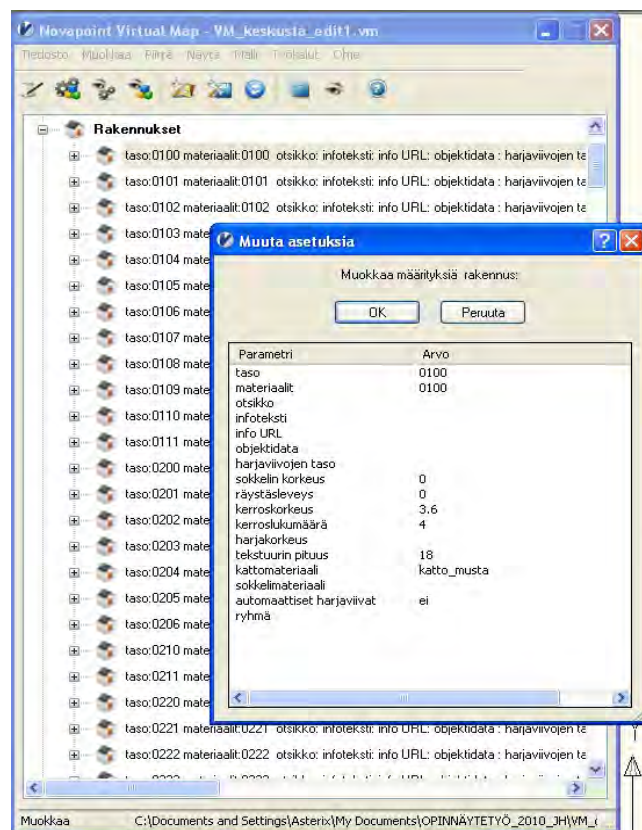 Novapoint Virtual Map - VM_keskusta_edit1.vm
Tiedosto Muokkaa Piirrä Näytä Malli Työkalut Ohje
Rakennukset
taso:0100 materiaalit:0100 otsikko: infoteksti: info URL: objektidata : harjaviivojen ta
taso:0101 materiaalit:0101 otsikko: infoteksti: info URL: objektidata : harjaviivojen ta
taso:0102 materiaalit:0102 otsikko: infoteksti: info URL: objektidata : harjaviivojen ta
taso:0103 mate
taso:0104 mate
taso:0105 mate
taso:0106 mate
taso:0107 mate
taso:0108 mate
taso:0109 mate
taso:0110 mate
taso:0111 mate
taso:0200 mate
taso:0201 mate
taso:0202 mate
taso:0203 mate
taso:0204 mate
taso:0205 mate
taso:0206 mate
taso:0210 mate
taso:0211 mate
taso:0220 mate
taso:0221 materiaalit:0221 otsikko: infoteksti: info URL: objektidata : harjaviivojen ta
taso:0222 materiaalit:0222 otsikko: infoteksti: info URL: objektidata : harjaviivojen ta
Muuta asetuksia
Muokkaa määrityksiä rakennus:
OK Peruuta
Parametri Arvo
taso 0100
materiaalit 0100
otsikko
infoteksti
info URL
objektidata
harjaviivojen taso
sokkelin korkeus 0
räystäsleveys 0
kerroskorkeus 3.6
kerroslukumäärä 4
harjakorkeus
tekstuurin pituus 18
kattomateriaali katto_musta
sokkelimateriaali
automaattiset harjaviivat ei
ryhmä
Muokkaa C:\Documents and Settings\Asterix\My Documents\OPINNÄYTETYÖ_2010_JH\VM_(